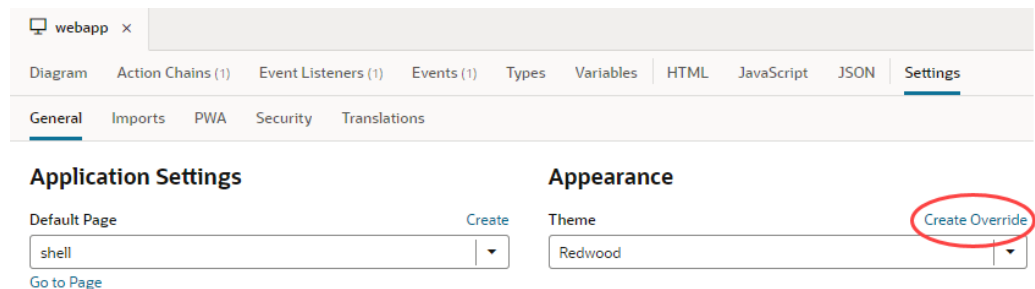 webapp ×
Diagram Action Chains (1) Event Listeners (1) Events (1) Types Variables HTML JavaScript JSON Settings
General Imports PWA Security Translations
Application Settings Appearance
Default Page Create Theme Create Override
shell Redwood
Go to Page